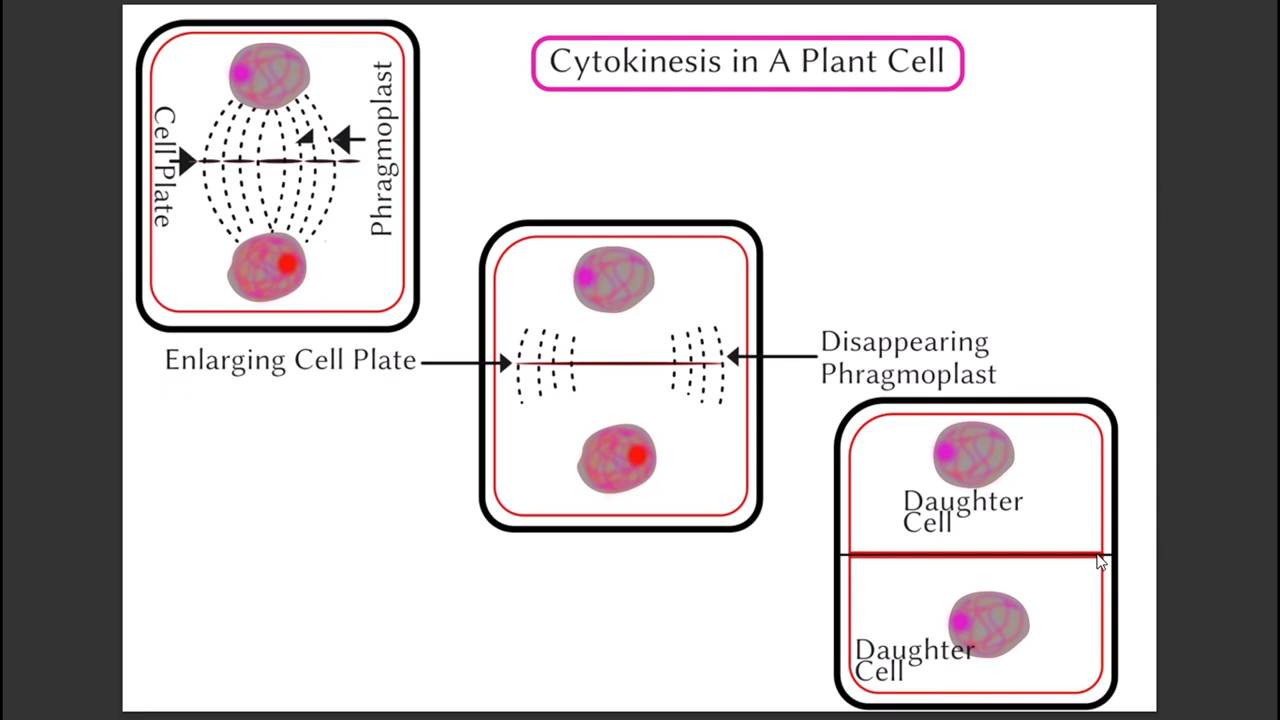 Cytokinesis in A Plant Cell
Cell Plate
Phragmoplast
Enlarging Cell Plate
Disappearing
Phragmoplast
Daughter
Cell
Daughter
Cell